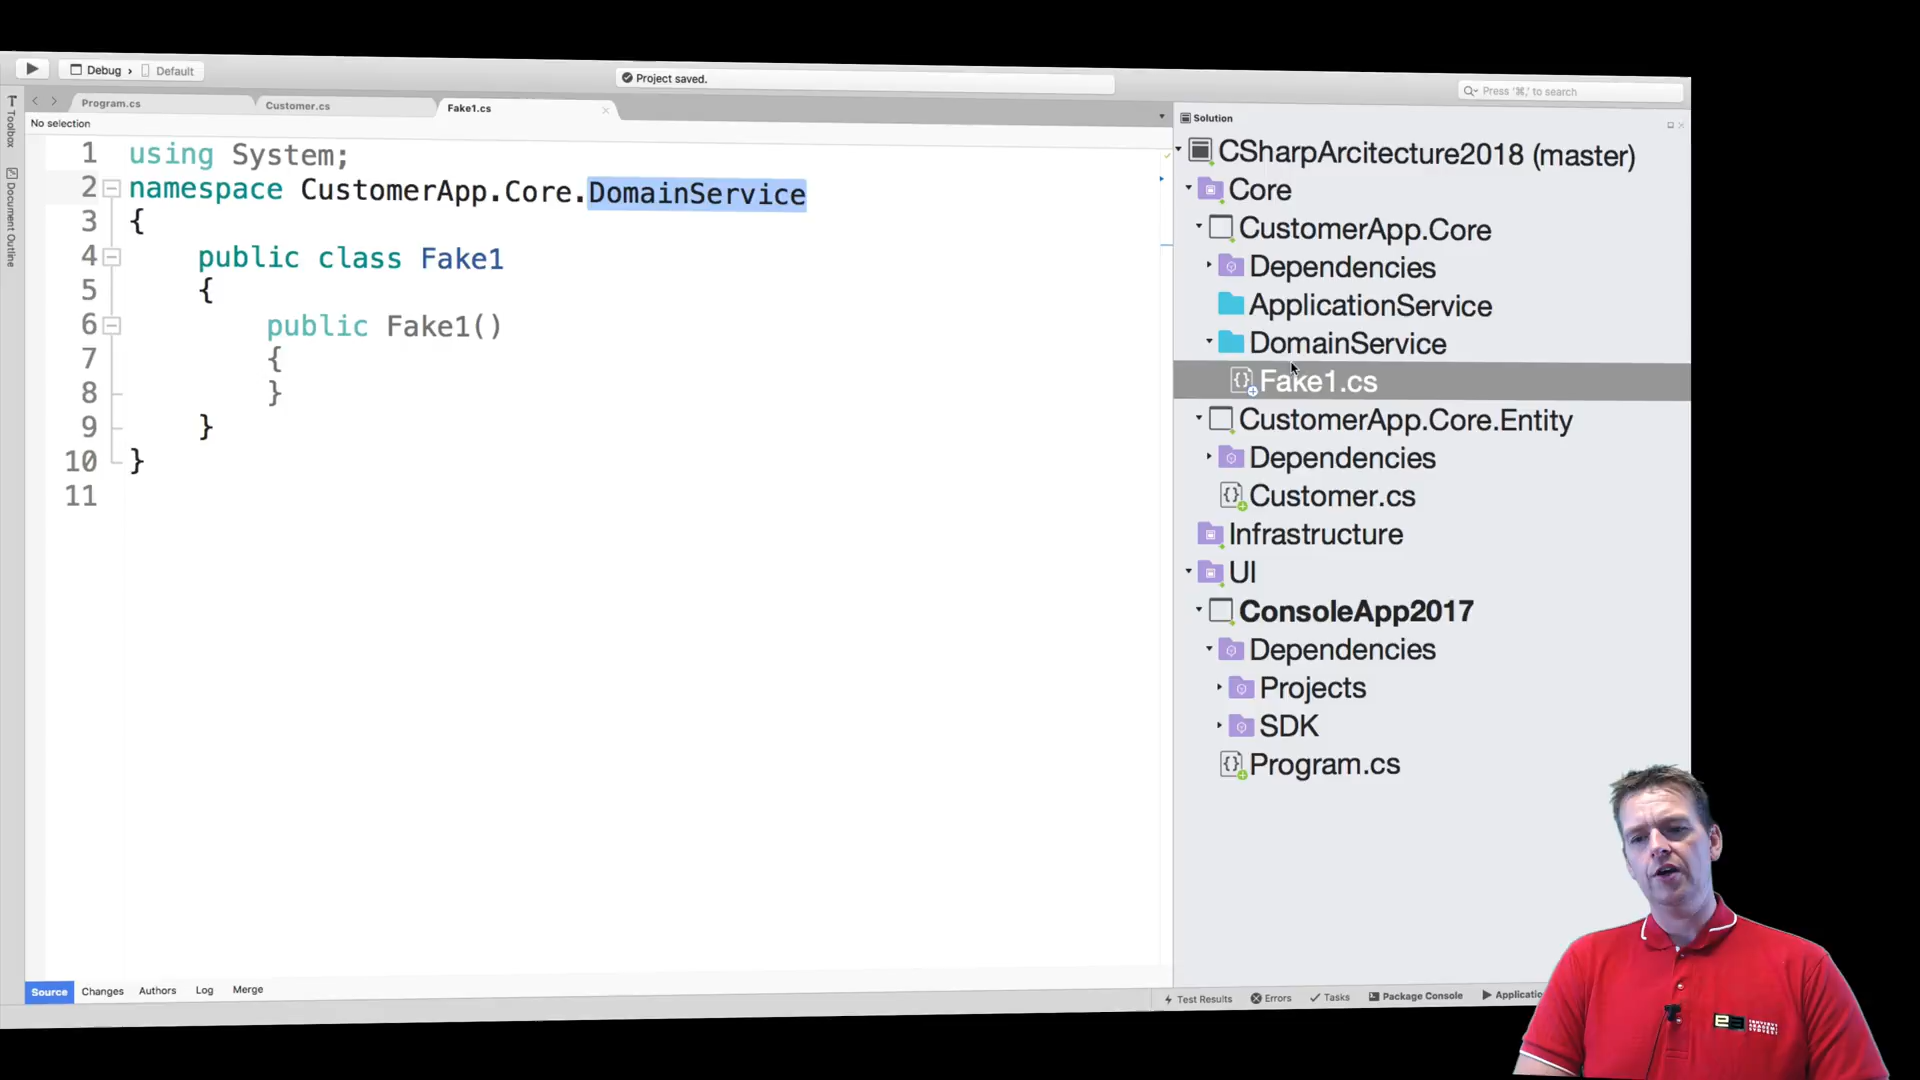 Debug › Default
Project saved.
Press '⌘,' to search
Program.cs
Customer.cs
Fake1.cs
Toolbox
Document Outline
No selection
1 using System;
2 namespace CustomerApp.Core.DomainService
3 {
4 public class Fake1
5 {
6 public Fake1()
7 {
8 }
9 }
10 }
11
Solution
CSharpArcitecture2018 (master)
Core
CustomerApp.Core
Dependencies
ApplicationService
DomainService
Fake1.cs
CustomerApp.Core.Entity
Dependencies
Customer.cs
Infrastructure
UI
ConsoleApp2017
Dependencies
Projects
SDK
Program.cs
Source Changes Authors Log Merge
Test Results Errors Tasks Package Console